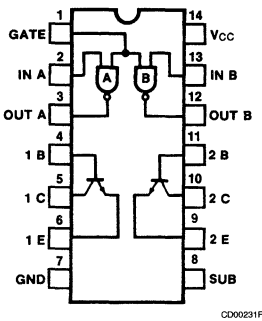 1 14
GATE VCC
2 13
IN A A B IN B
3 12
OUT A OUT B
4 11
1 B 2 B
5 10
1 C 2 C
6 9
1 E 2 E
7 8
GND SUB
CD00231F